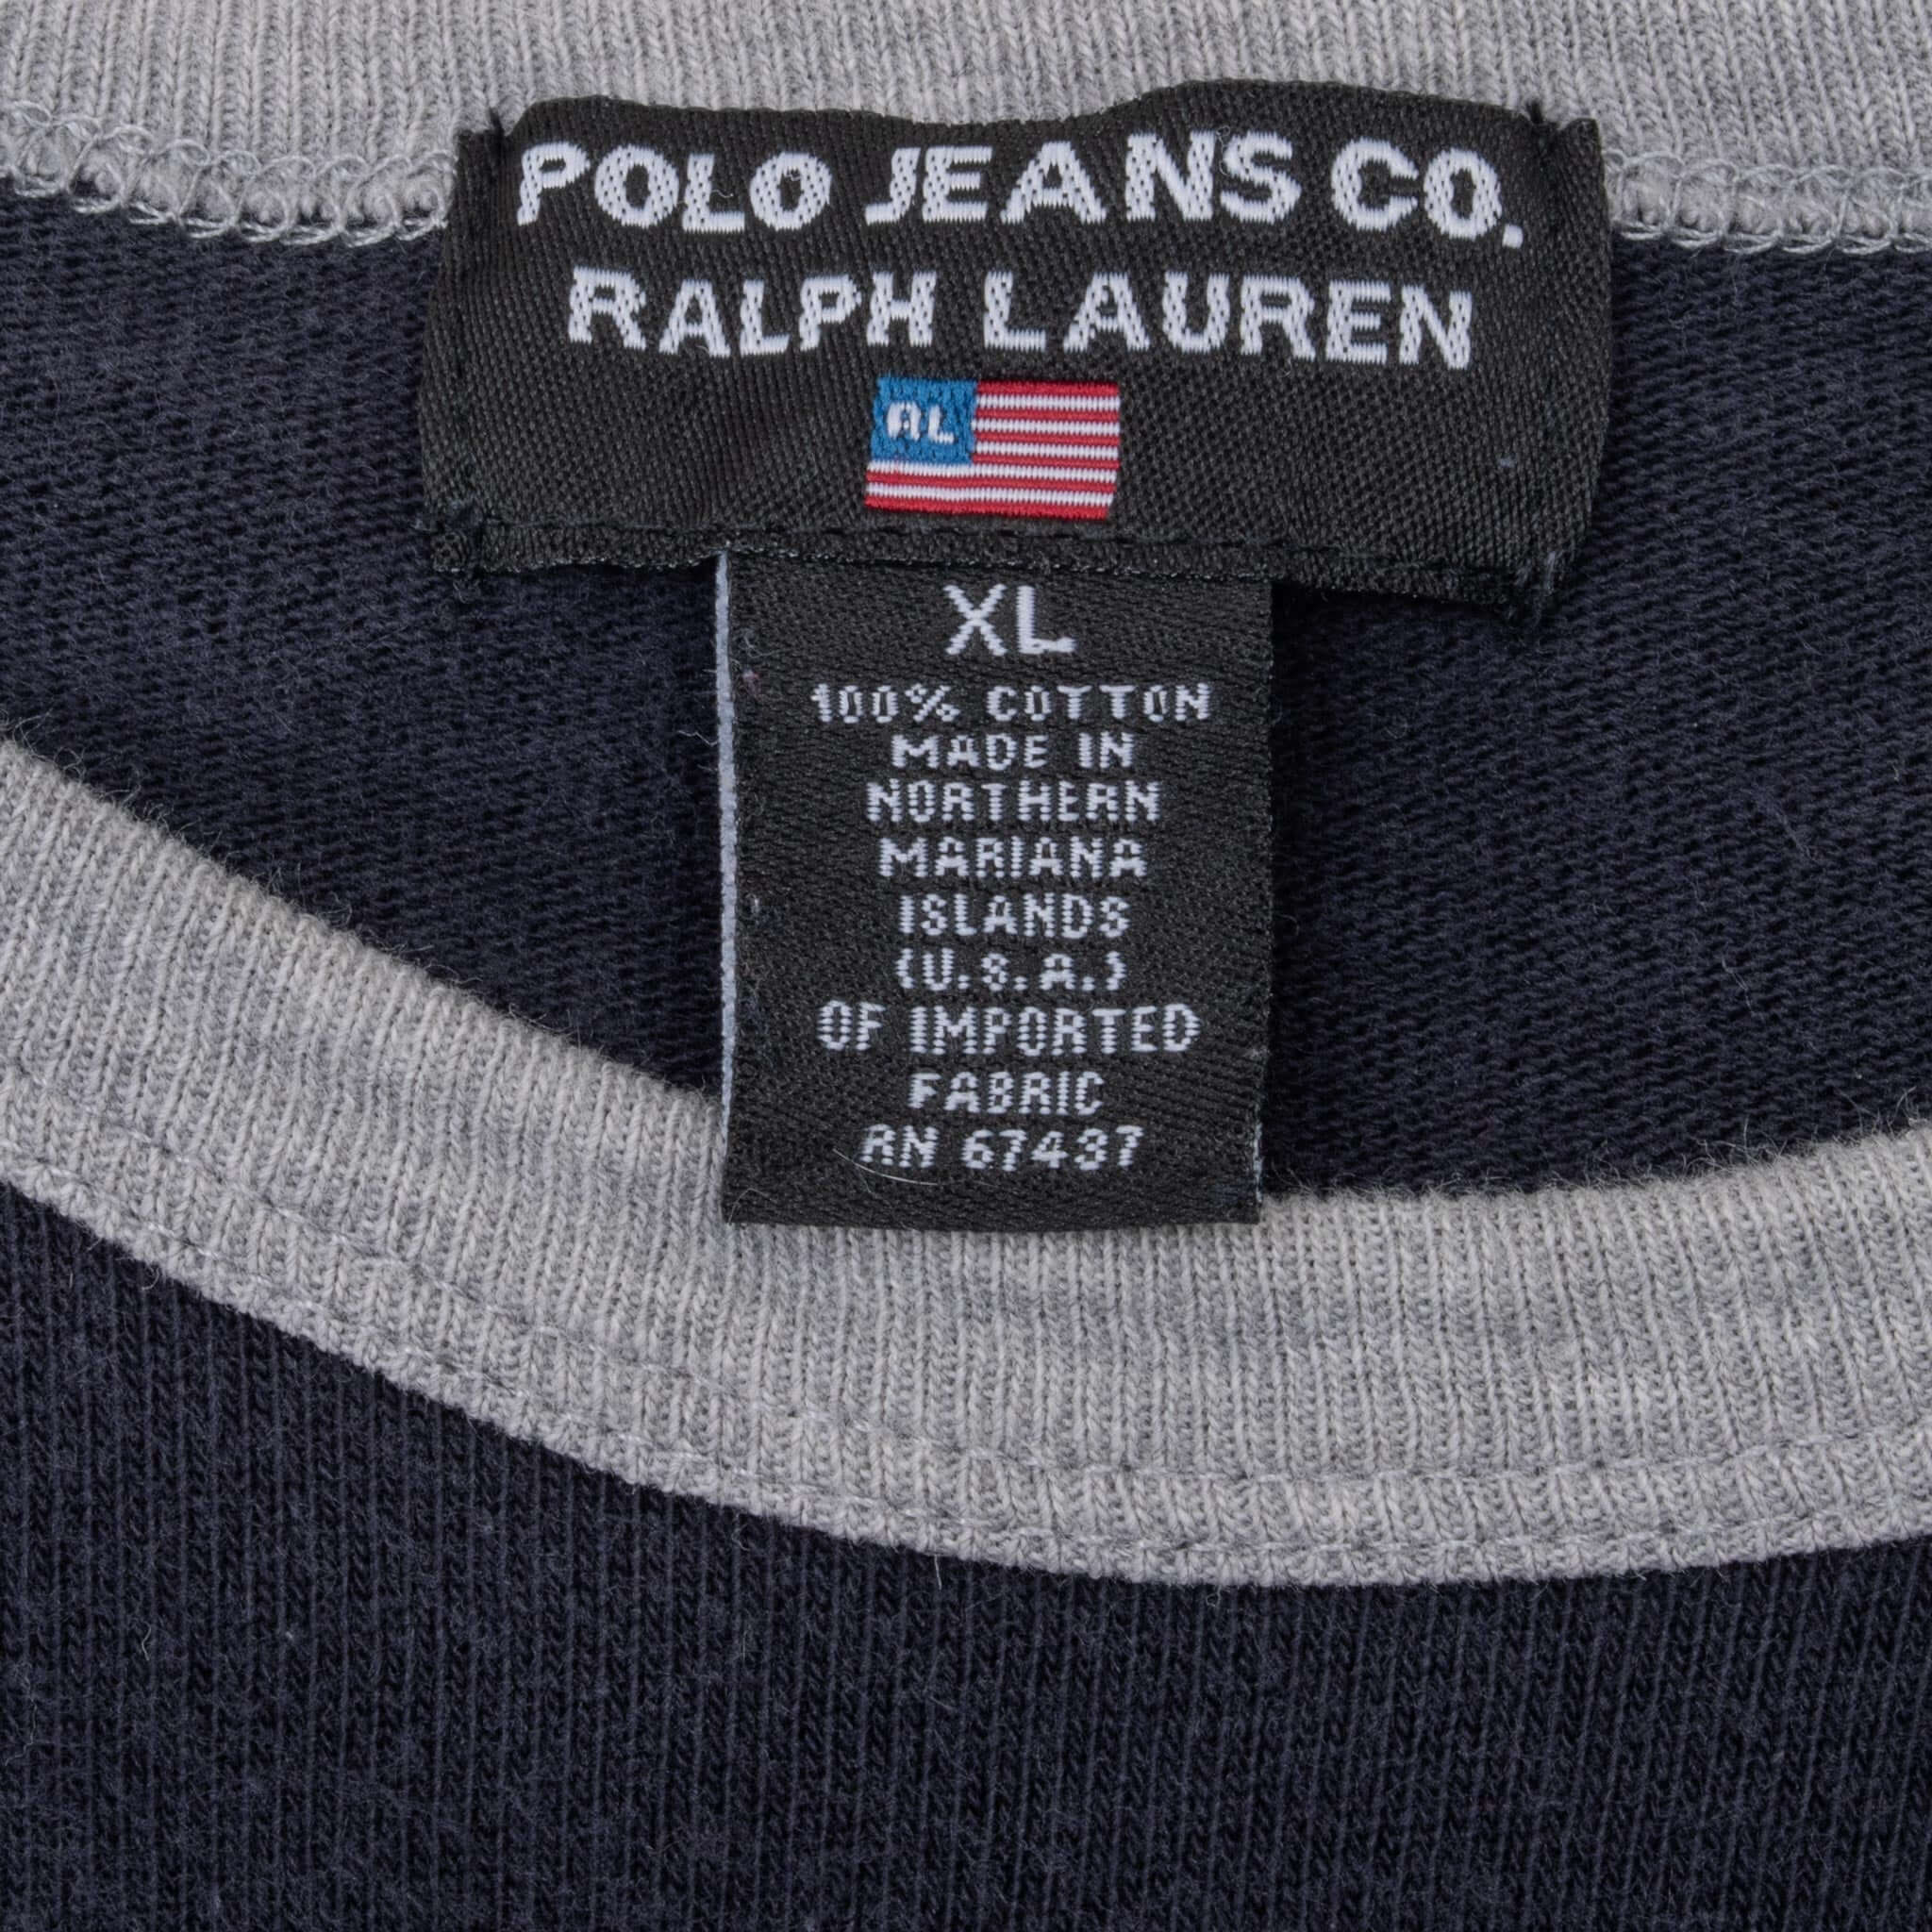 POLO JEANS CO.
RALPH LAUREN
RL
XL
100% COTTON
MADE IN
NORTHERN
MARIANA
ISLANDS
(U.S.A.)
OF IMPORTED
FABRIC
RN 67437